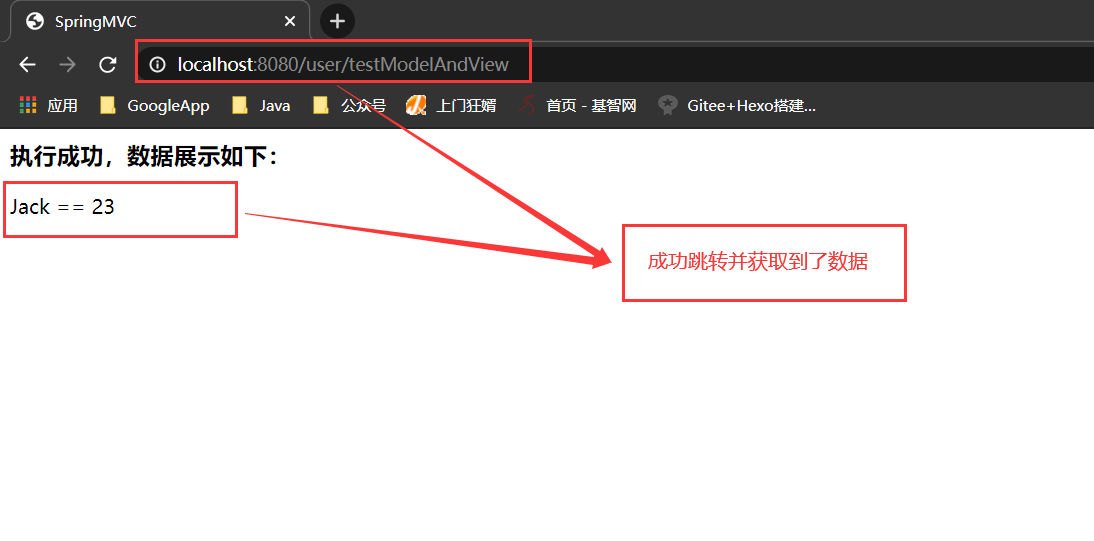 SpringMVC
localhost:8080/user/testModelAndView
应用 GoogleApp Java 公众号 上门狂婿 首页 - 基智网 Gitee+Hexo搭建...
执行成功，数据展示如下：
Jack == 23
成功跳转并获取到了数据